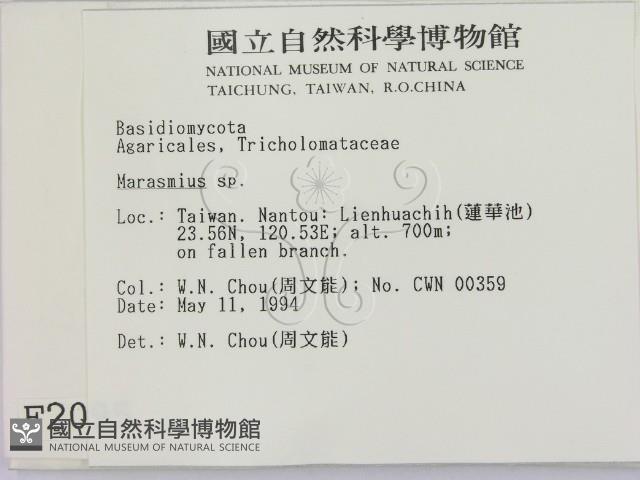 國立自然科學博物館
NATIONAL MUSEUM OF NATURAL SCIENCE
TAICHUNG, TAIWAN, R.O.CHINA
Basidiomycota
Agaricales, Tricholomataceae
Marasmius sp.
Loc.: Taiwan. Nantou: Lienhuachih(蓮華池)
23.56N, 120.53E; alt. 700m;
on fallen branch.
Col.: W.N. Chou(周文能); No. CWN 00359
Date: May 11, 1994
Det.: W.N. Chou(周文能)
F20
國立自然科學博物館
NATIONAL MUSEUM OF NATURAL SCIENCE